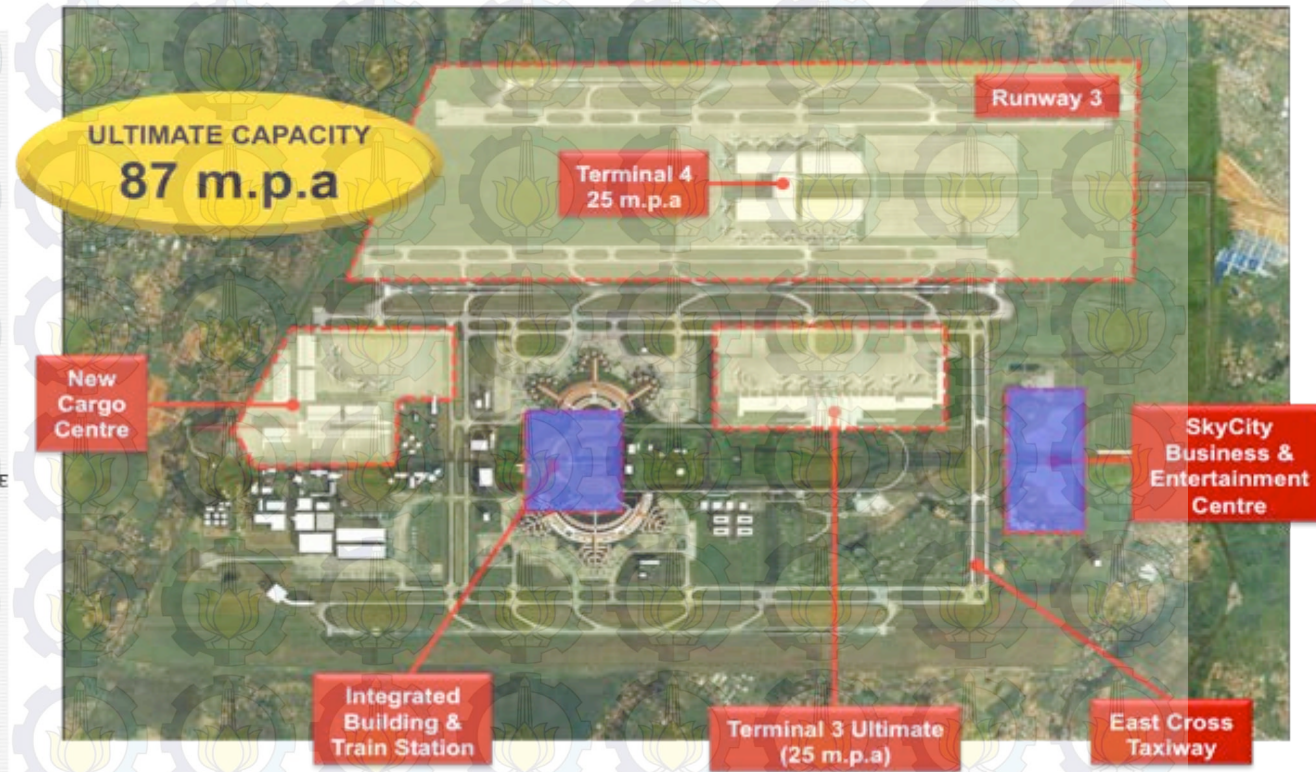 ULTIMATE CAPACITY
87 m.p.a
Runway 3
Terminal 4
25 m.p.a
New
Cargo
Centre
E
SkyCity
Business &
Entertainment
Centre
Integrated
Building &
Train Station
Terminal 3 Ultimate
(25 m.p.a)
East Cross
Taxiway